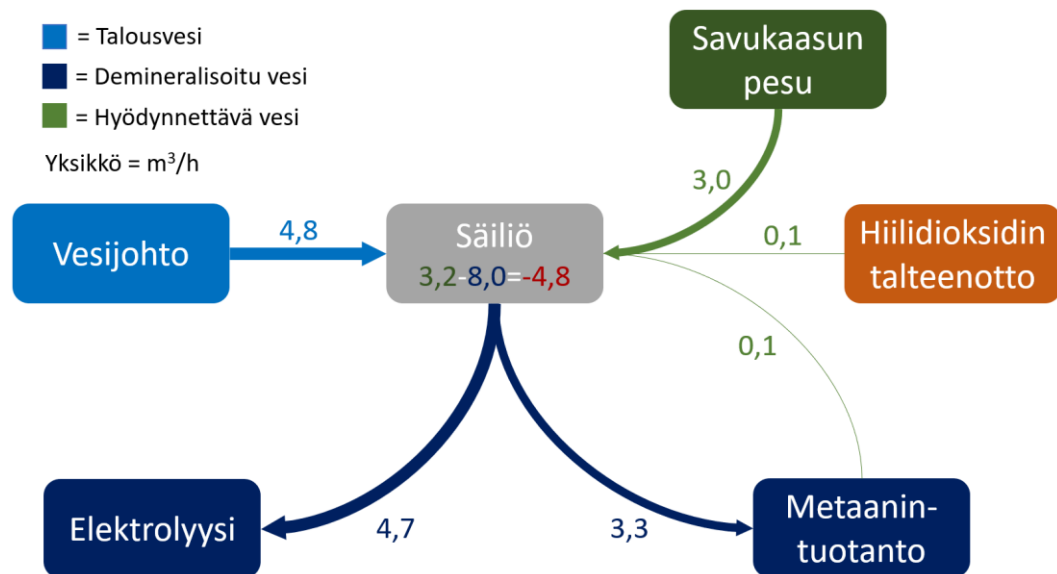 = Talousvesi
= Demineralisoitu vesi
= Hyödynnettävä vesi
Yksikkö = m³/h
Savukaasun
pesu
3,0
Vesijohto
4,8
Säiliö
3,2-8,0=-4,8
0,1
Hiilidioksidin
talteenotto
0,1
Elektrolyysi
4,7
3,3
Metaanin-
tuotanto